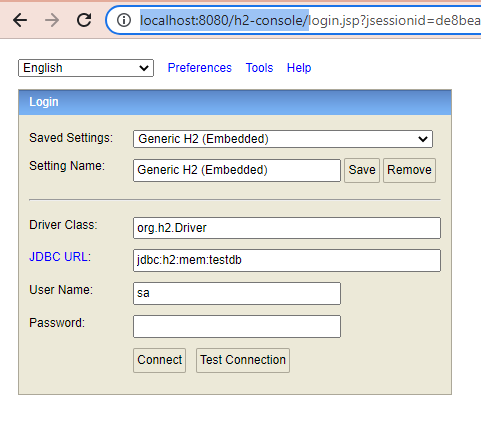 localhost:8080/h2-console/login.jsp?jsessionid=de8bea
English Preferences Tools Help
Login
Saved Settings: Generic H2 (Embedded)
Setting Name: Generic H2 (Embedded) Save Remove
Driver Class: org.h2.Driver
JDBC URL: jdbc:h2:mem:testdb
User Name: sa
Password:
Connect Test Connection